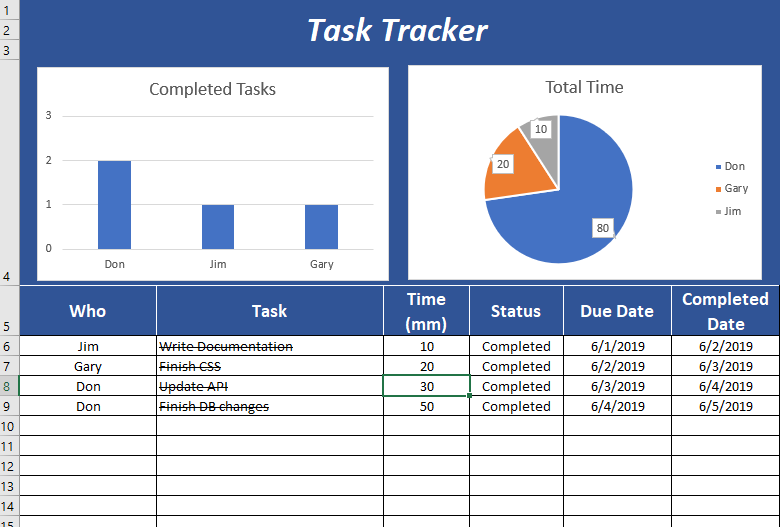 1
2
3
Task Tracker
4
Completed Tasks
3
2
1
0
Don Jim Gary
Total Time
10
20
80
Don
Gary
Jim
5 Who Task Time (mm) Status Due Date Completed Date
6 Jim Write Documentation 10 Completed 6/1/2019 6/2/2019
7 Gary Finish CSS 20 Completed 6/2/2019 6/3/2019
8 Don Update API 30 Completed 6/3/2019 6/4/2019
9 Don Finish DB changes 50 Completed 6/4/2019 6/5/2019
10
11
12
13
14
15